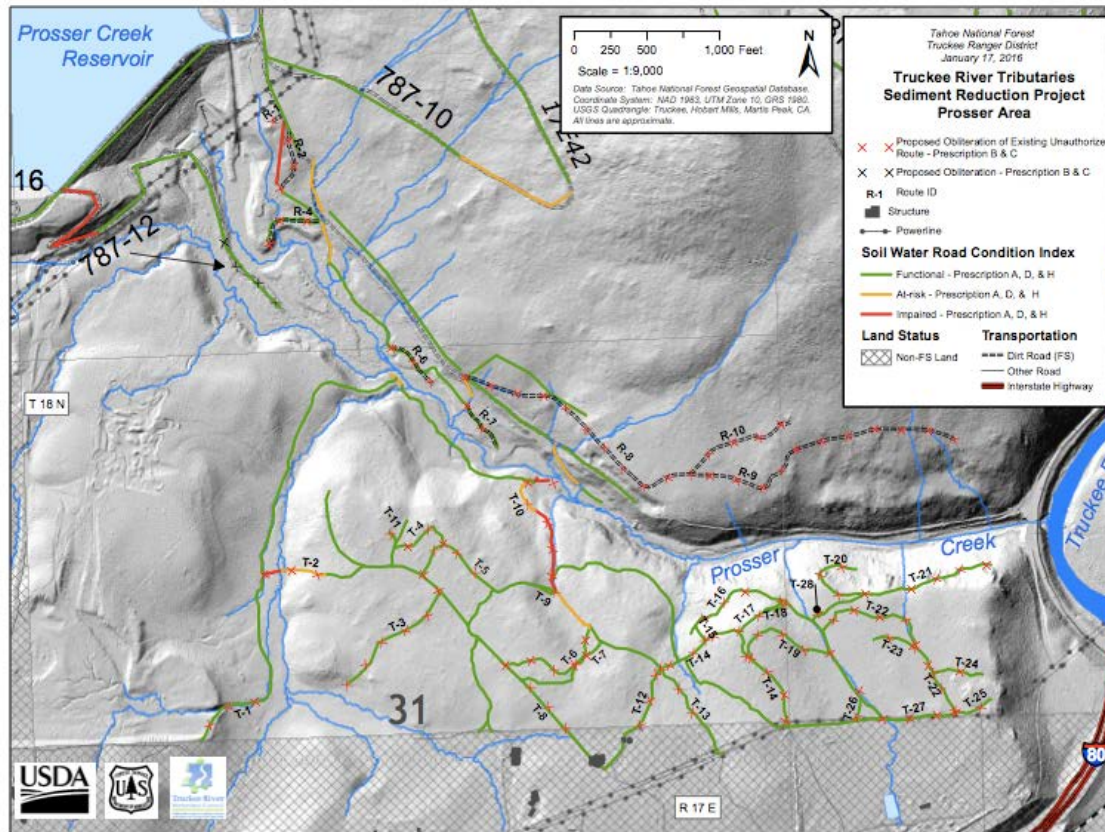 Prosser Creek
Reservoir
0 250 500 1,000 Feet
Scale = 1:9,000
N
Data Source: Tahoe National Forest Geospatial Database.
Coordinate System: NAD 1983, UTM Zone 10, GRS 1980.
USGS Quadrangle: Truckee, Hobart Mills, Martis Peak, CA.
All lines are approximate.
Tahoe National Forest
Truckee Ranger District
January 17, 2016
Truckee River Tributaries
Sediment Reduction Project
Prosser Area
Proposed Obliteration of Existing Unauthorize
Route - Prescription B & C
Proposed Obliteration - Prescription B & C
R-1 Route ID
Structure
Powerline
Soil Water Road Condition Index
Functional - Prescription A, D, & H
At-risk - Prescription A, D, & H
Impaired - Prescription A, D, & H
Land Status
Non-FS Land
Transportation
Dirt Road (FS)
Other Road
Interstate Highway
787-10
16
787-12
R-2
R-4
R-6
R-7
R-8
R-10
R-9
T 18 N
T-10
T-11
T-4
T-5
T-2
T-9
T-3
T-6
T-7
T-8
T-1
31
T-12
T-13
T-14
T-15
T-16
T-17
T-18
T-19
T-14
Prosser
Creek
T-28
T-20
T-21
T-22
T-23
T-24
T-22
T-25
T-26
T-27
80
R 17 E
USDA
U S
Truckee River